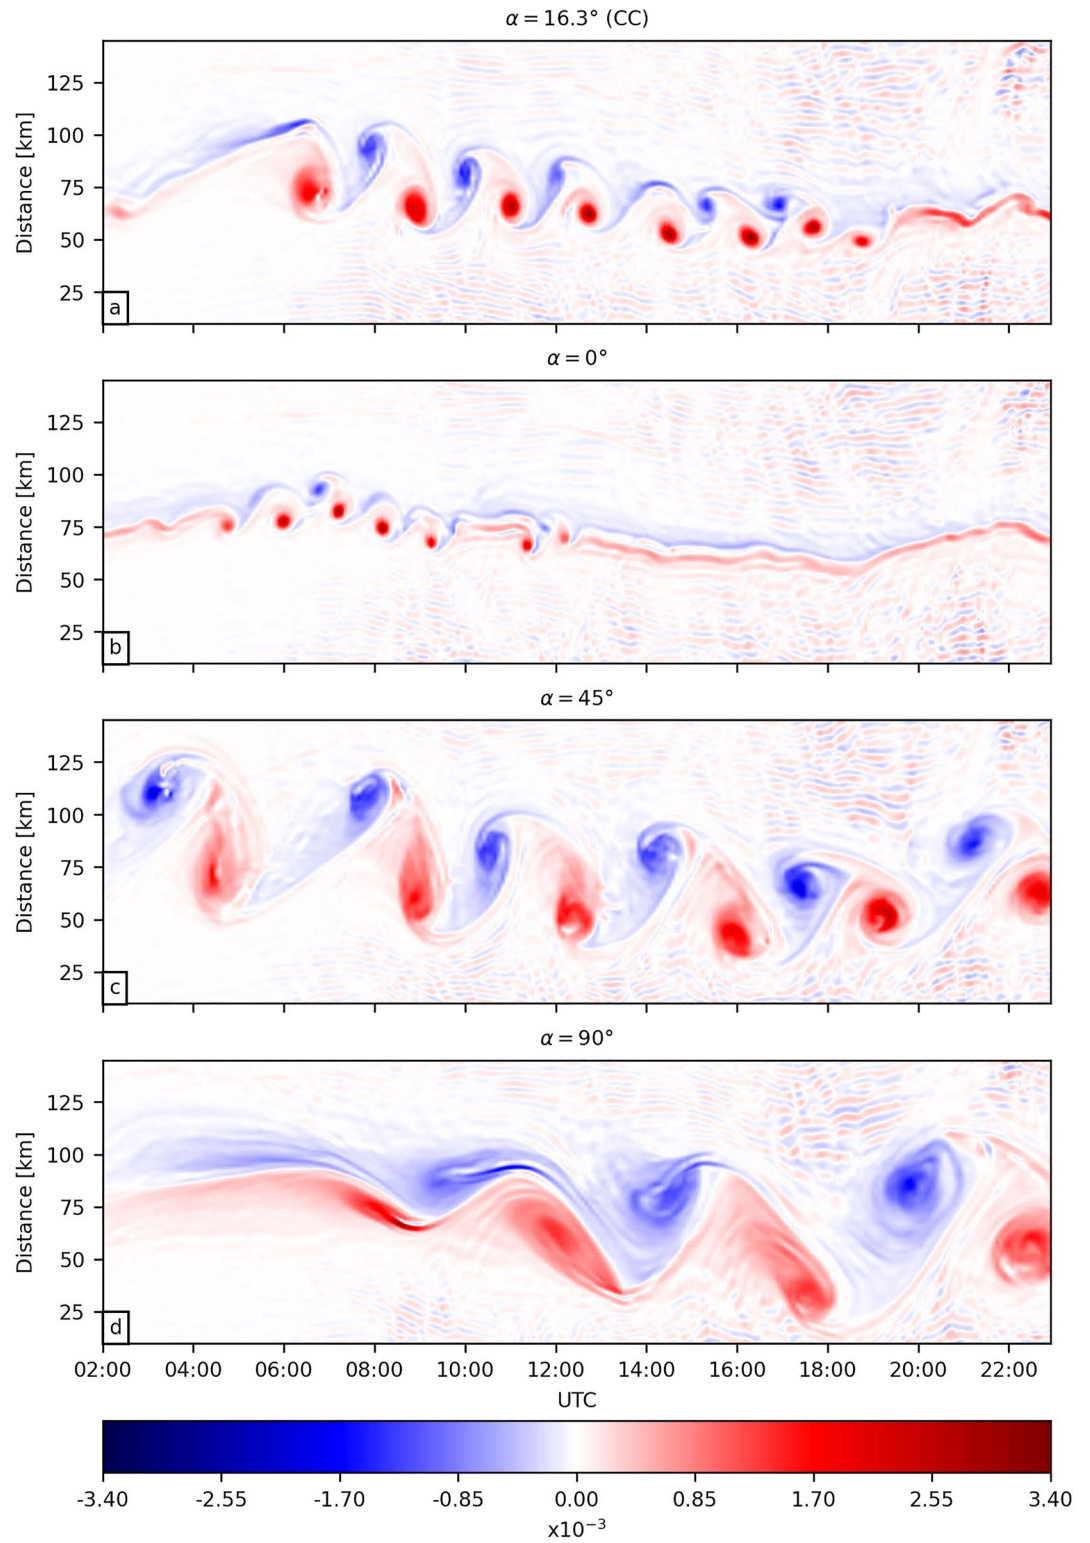 α = 16.3° (CC)
125
100
75
50
25
Distance [km]
a
α = 0°
125
100
75
50
25
Distance [km]
b
α = 45°
125
100
75
50
25
Distance [km]
c
α = 90°
125
100
75
50
25
Distance [km]
d
02:00 04:00 06:00 08:00 10:00 12:00 14:00 16:00 18:00 20:00 22:00
UTC
-3.40 -2.55 -1.70 -0.85 0.00 0.85 1.70 2.55 3.40
x10⁻³